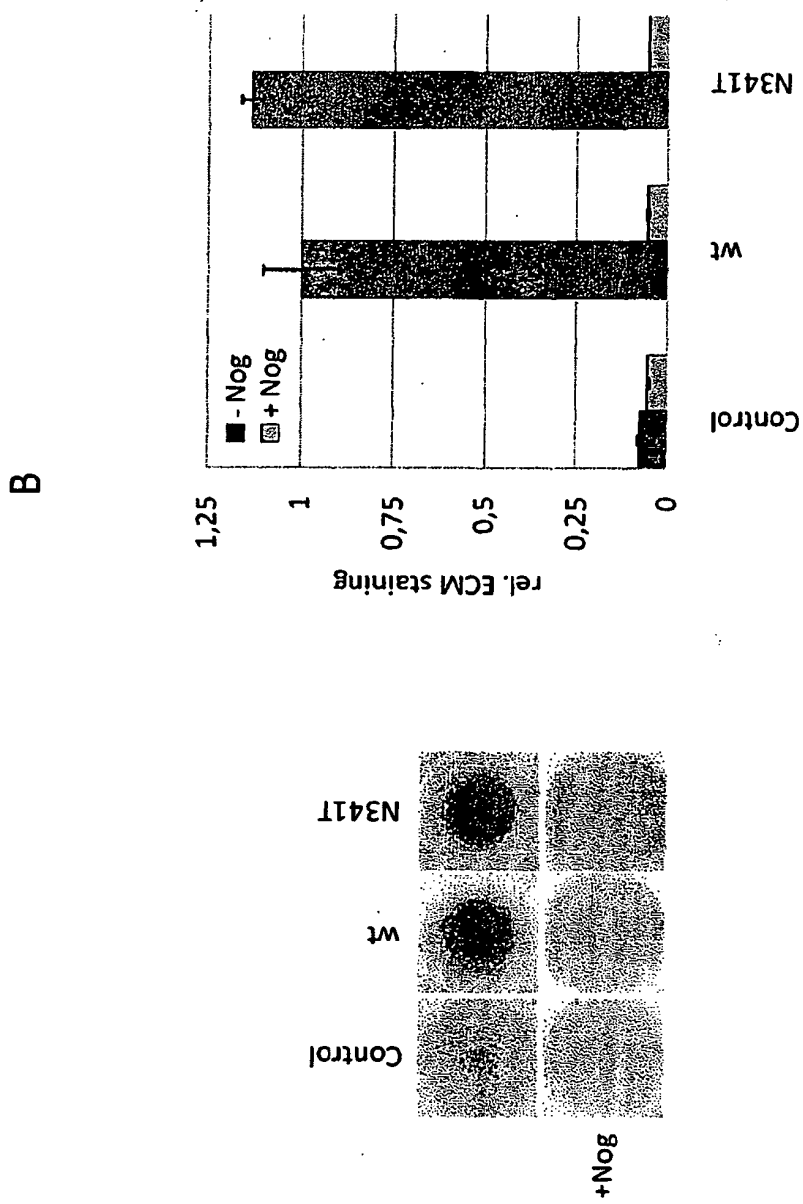 B
Control
wt
N341T
+Nog
rel. ECM staining
1,25
1
0,75
0,5
0,25
0
- Nog
+ Nog
Control
wt
N341T